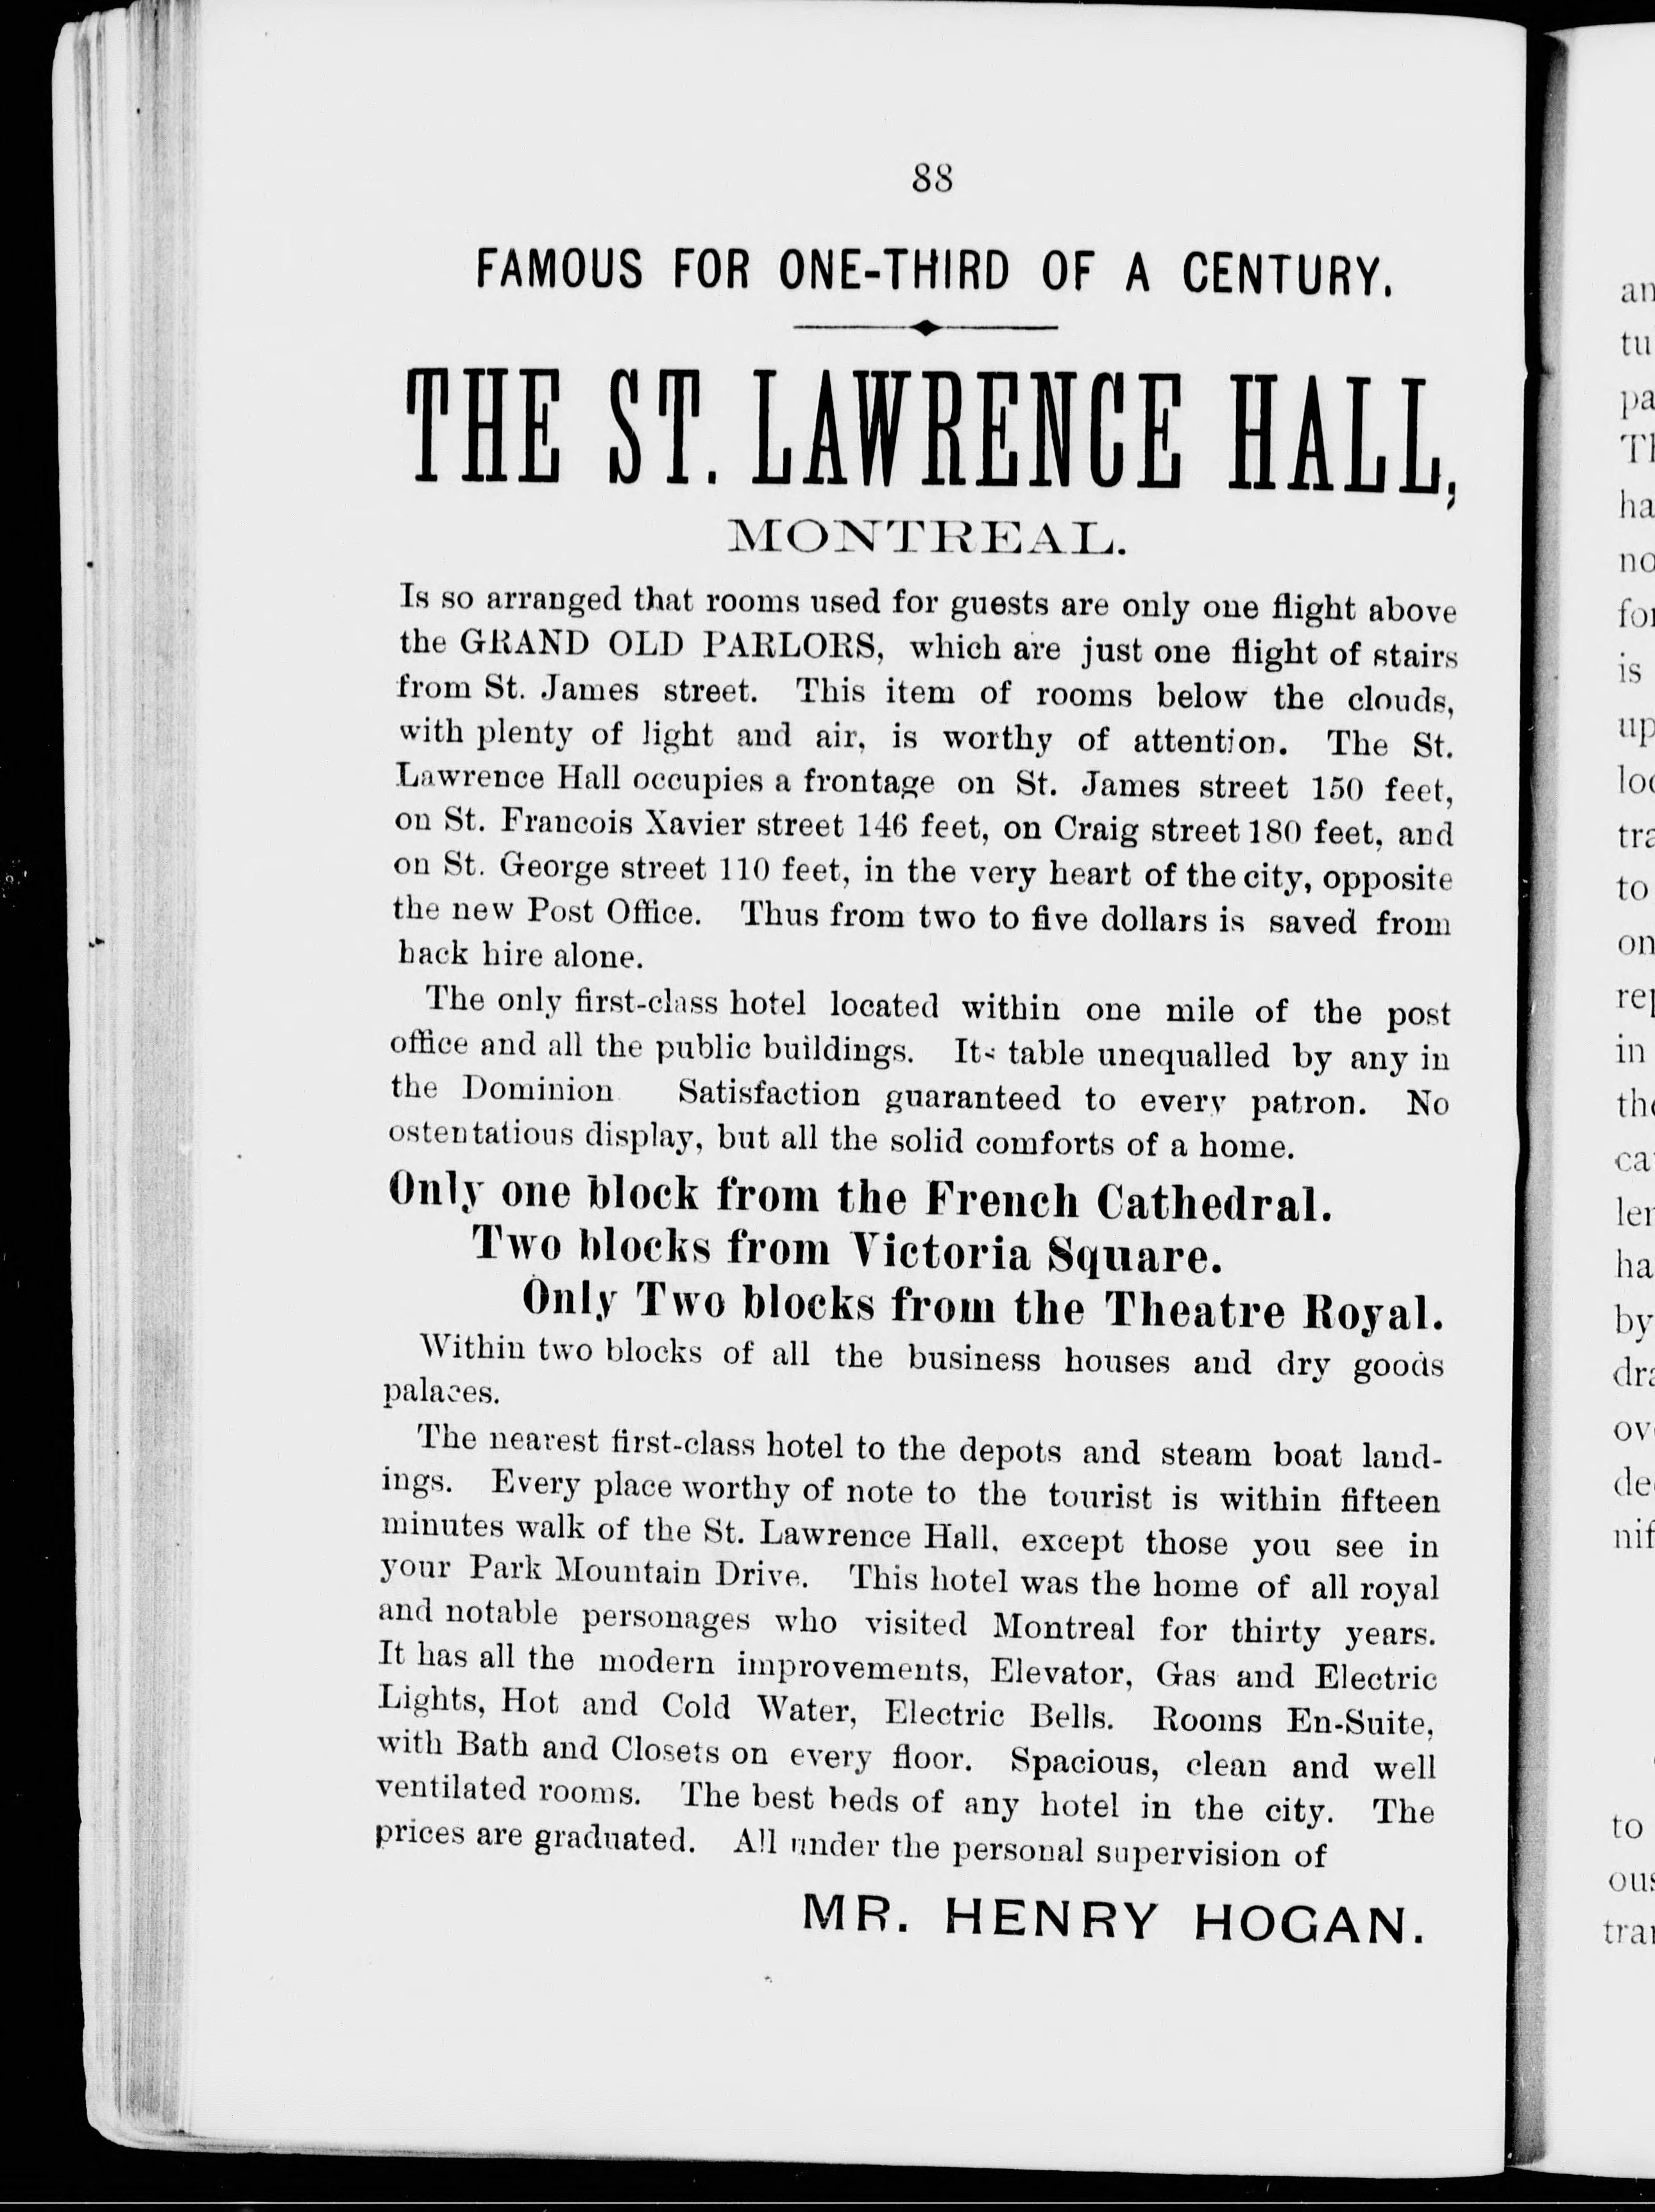 88
FAMOUS FOR ONE-THIRD OF A CENTURY.
THE ST. LAWRENCE HALL,
MONTREAL.
Is so arranged that rooms used for guests are only one flight above
the GRAND OLD PARLORS, which are just one flight of stairs
from St. James street. This item of rooms below the clouds,
with plenty of light and air, is worthy of attention. The St.
Lawrence Hall occupies a frontage on St. James street 150 feet,
on St. Francois Xavier street 146 feet, on Craig street 180 feet, and
on St. George street 110 feet, in the very heart of the city, opposite
the new Post Office. Thus from two to five dollars is saved from
hack hire alone.
The only first-class hotel located within one mile of the post
office and all the public buildings. Its table unequalled by any in
the Dominion Satisfaction guaranteed to every patron. No
ostentatious display, but all the solid comforts of a home.
Only one block from the French Cathedral.
Two blocks from Victoria Square.
Only Two blocks from the Theatre Royal.
Within two blocks of all the business houses and dry goods
palaces.
The nearest first-class hotel to the depots and steam boat land-
ings. Every place worthy of note to the tourist is within fifteen
minutes walk of the St. Lawrence Hall, except those you see in
your Park Mountain Drive. This hotel was the home of all royal
and notable personages who visited Montreal for thirty years.
It has all the modern improvements, Elevator, Gas and Electric
Lights, Hot and Cold Water, Electric Bells. Rooms En-Suite,
with Bath and Closets on every floor. Spacious, clean and well
ventilated rooms. The best beds of any hotel in the city. The
prices are graduated. All under the personal supervision of
MR. HENRY HOGAN.